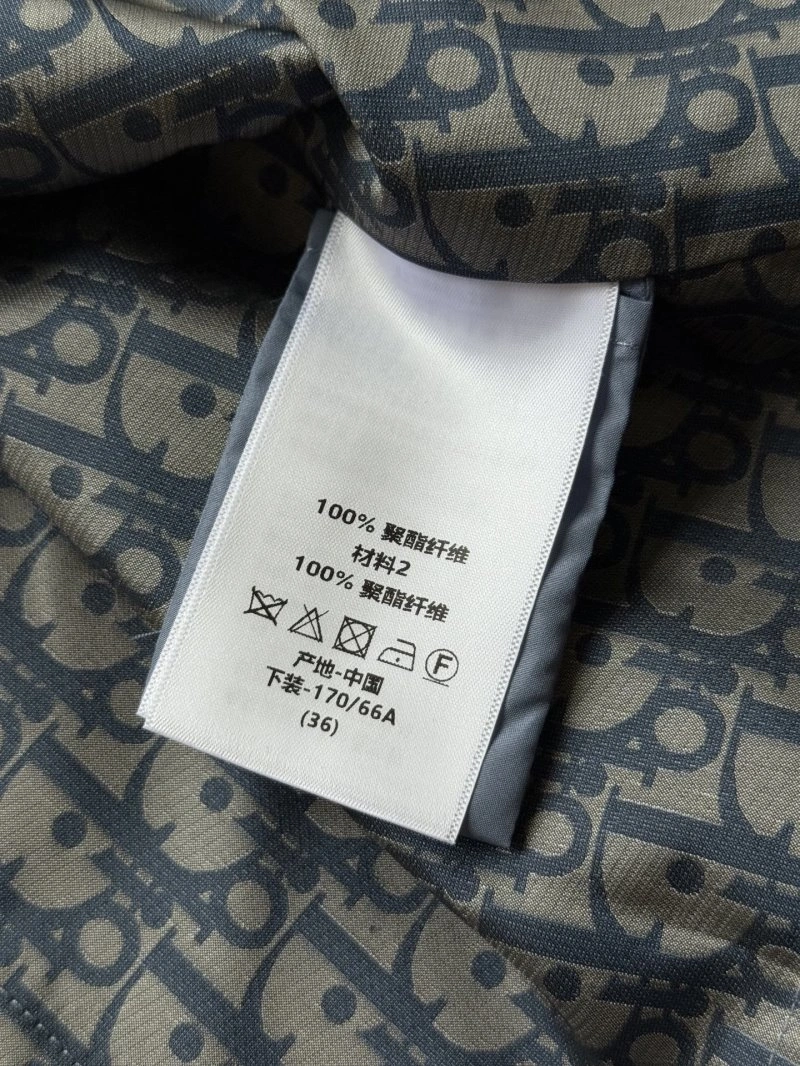 100% 聚酯纤维
材料2
100% 聚酯纤维
F
产地-中国
下装-170/66A
(36)